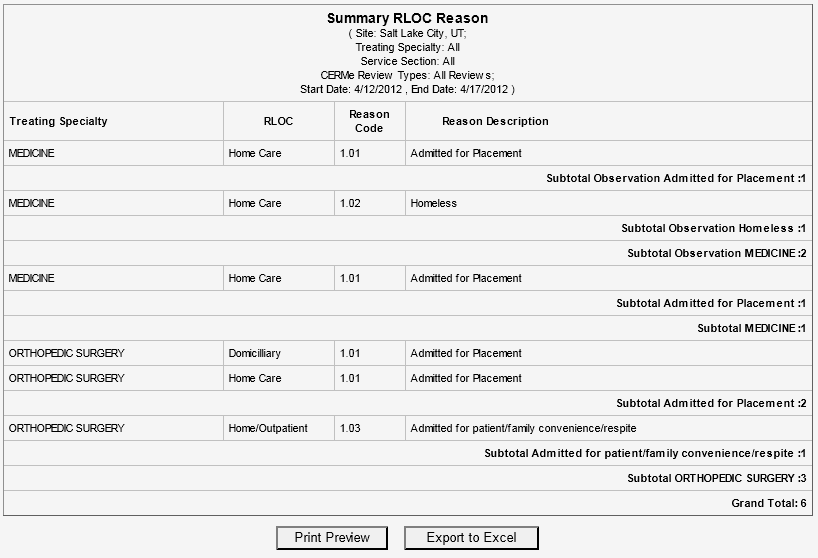 Summary RLOC Reason
( Site: Salt Lake City, UT;
Treating Specialty: All
Service Section: All
CERMe Review Types: All Reviews;
Start Date: 4/12/2012 , End Date: 4/17/2012 )
Treating Specialty RLOC Reason Code Reason Description
MEDICINE Home Care 1.01 Admitted for Placement
Subtotal Observation Admitted for Placement :1
MEDICINE Home Care 1.02 Homeless
Subtotal Observation Homeless :1
Subtotal Observation MEDICINE:2
MEDICINE Home Care 1.01 Admitted for Placement
Subtotal Admitted for Placement :1
Subtotal MEDICINE:1
ORTHOPEDIC SURGERY Domicilliary 1.01 Admitted for Placement
ORTHOPEDIC SURGERY Home Care 1.01 Admitted for Placement
Subtotal Admitted for Placement :2
ORTHOPEDIC SURGERY Home/Outpatient 1.03 Admitted for patient/family convenience/respite
Subtotal Admitted for patient/family convenience/respite :1
Subtotal ORTHOPEDIC SURGERY :3
Grand Total: 6
Print Preview Export to Excel